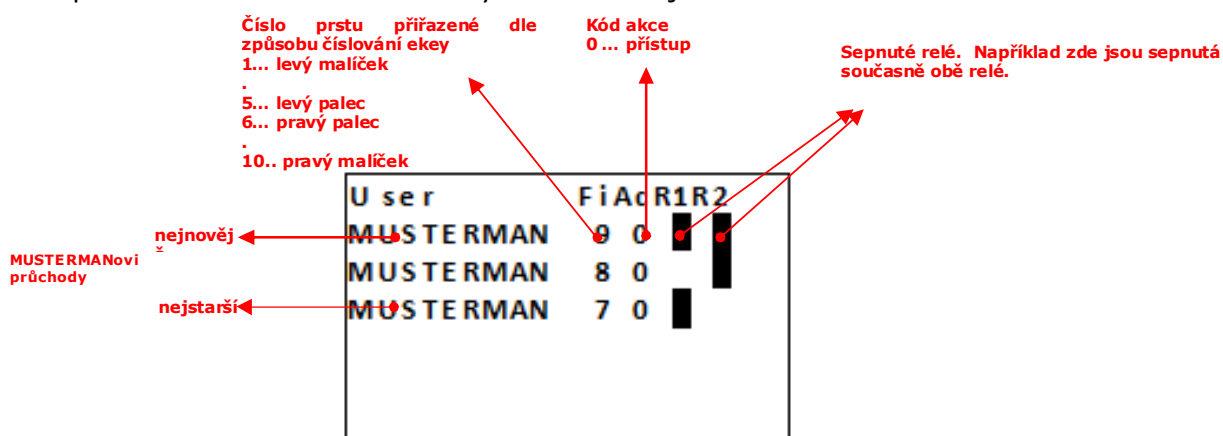 Číslo prstu přiřazené dle
způsobu číslování ekey
1... levý malíček
.
5... levý palec
6... pravý palec
.
10.. pravý malíček
Kód akce
0 ... přístup
Sepnuté relé. Například zde jsou sepnutá
současně obě relé.
User FiAcR1R2
MUSTERMAN 9 0
MUSTERMAN 8 0
MUSTERMAN 7 0
nejnověj
MUSTERMANovi
průchody
nejstarší